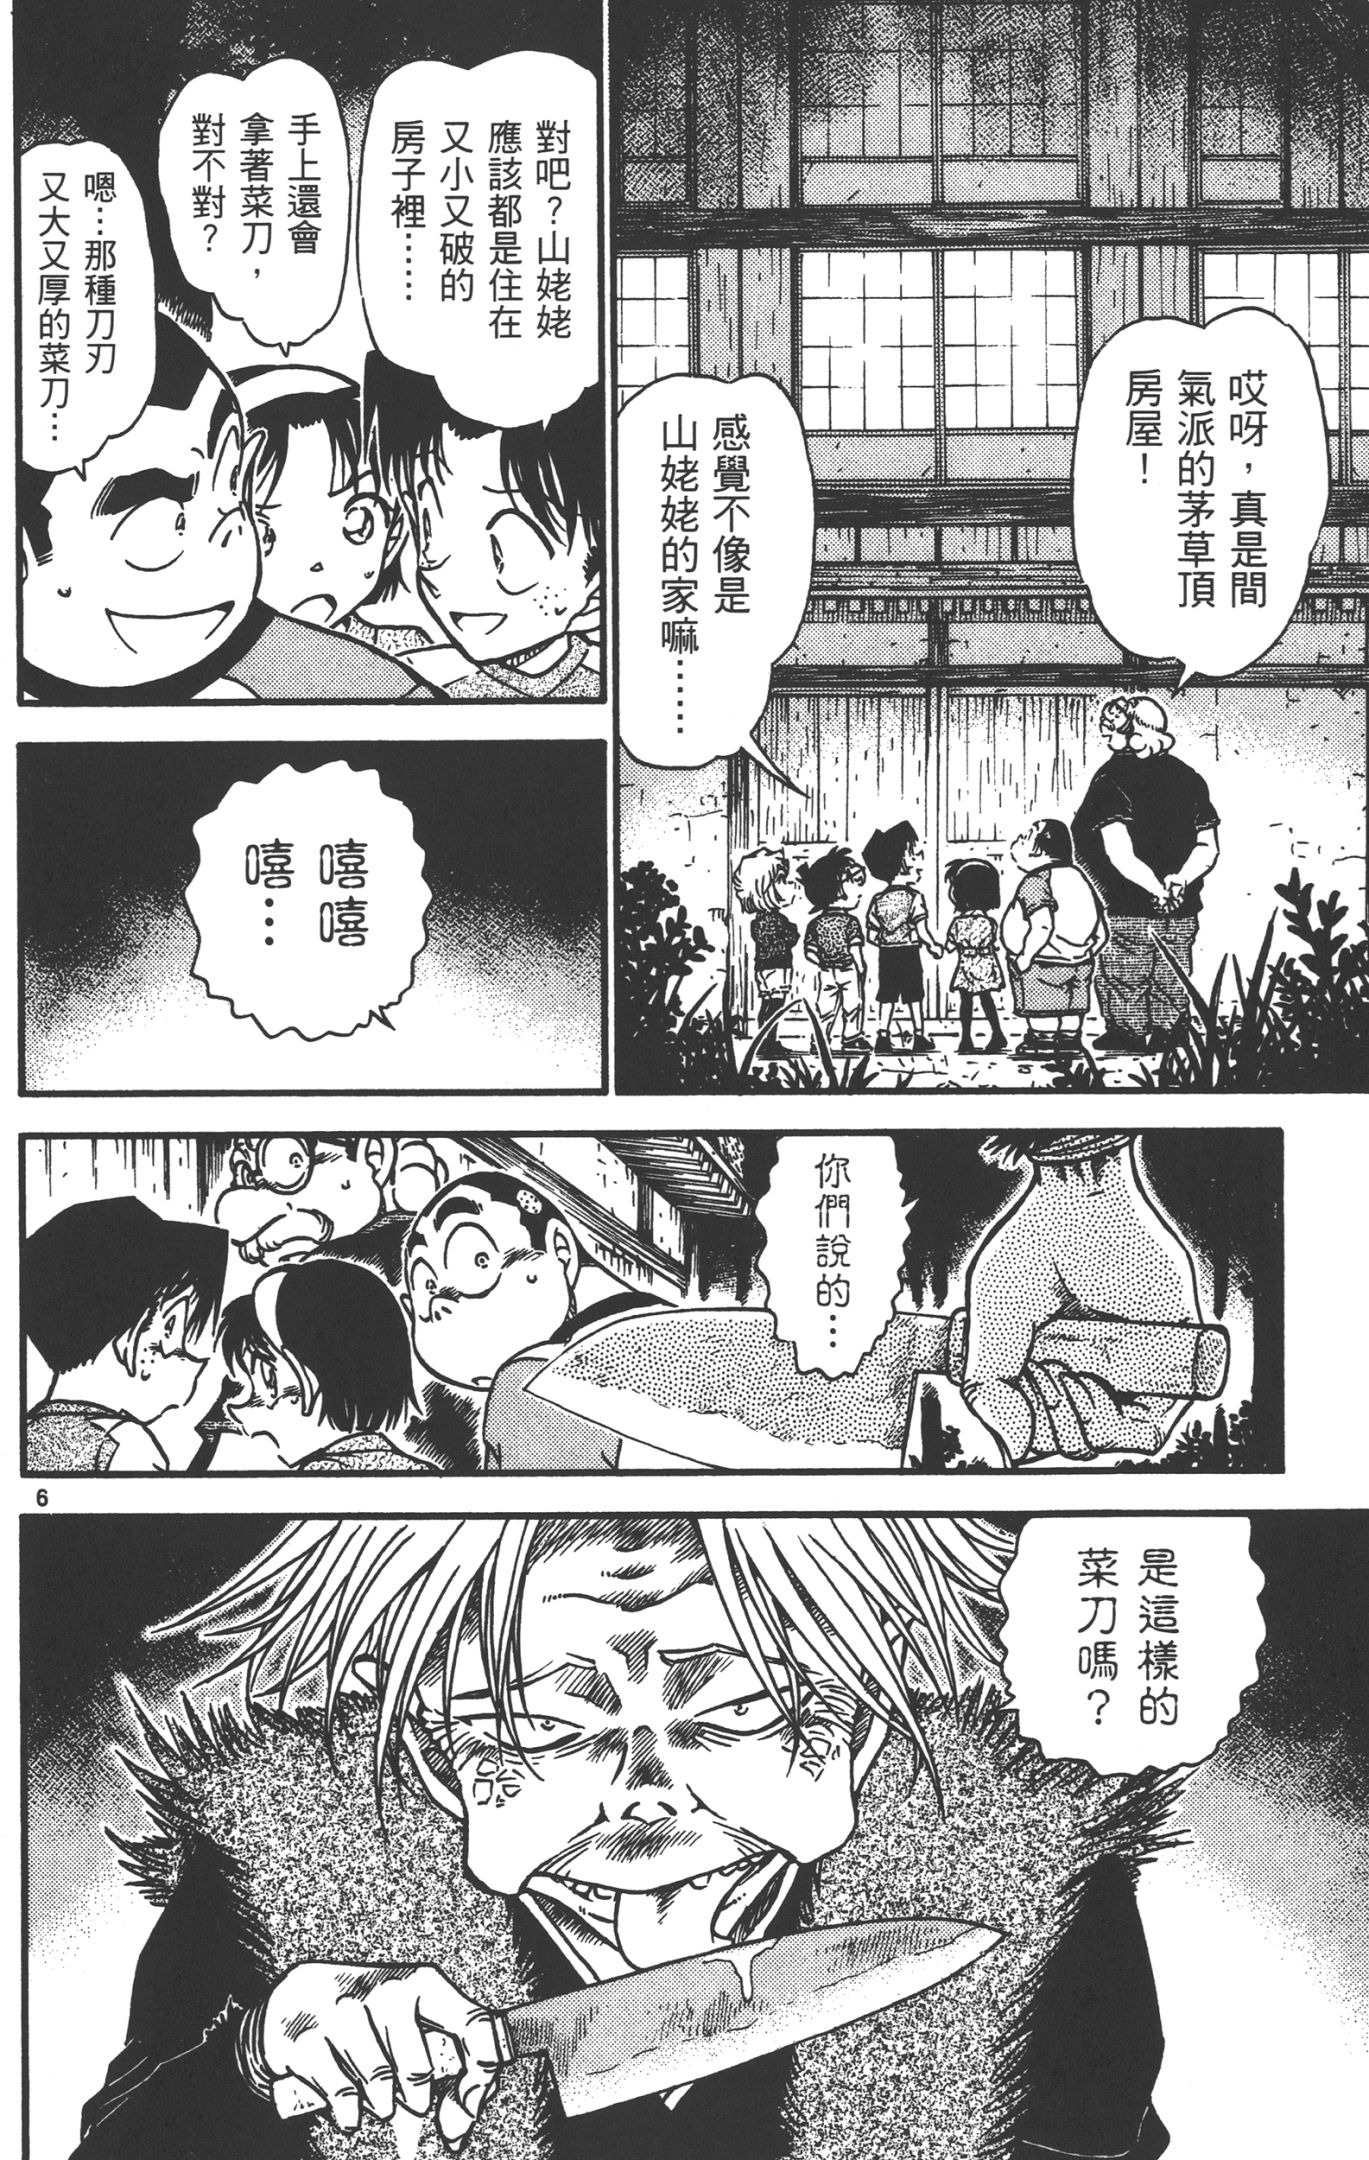 哎呀，真是間
氣派的茅草頂
房屋！
感覺不像是
山姥姥的家嘛……
對吧？山姥姥
應該都是住在
又小又破的
房子裡……
手上還會
拿著菜刀，
對不對？
嗯…那種刀刃
又大又厚的菜刀…
嘻嘻
嘻…
你們說的…
是這樣的
菜刀嗎？
6